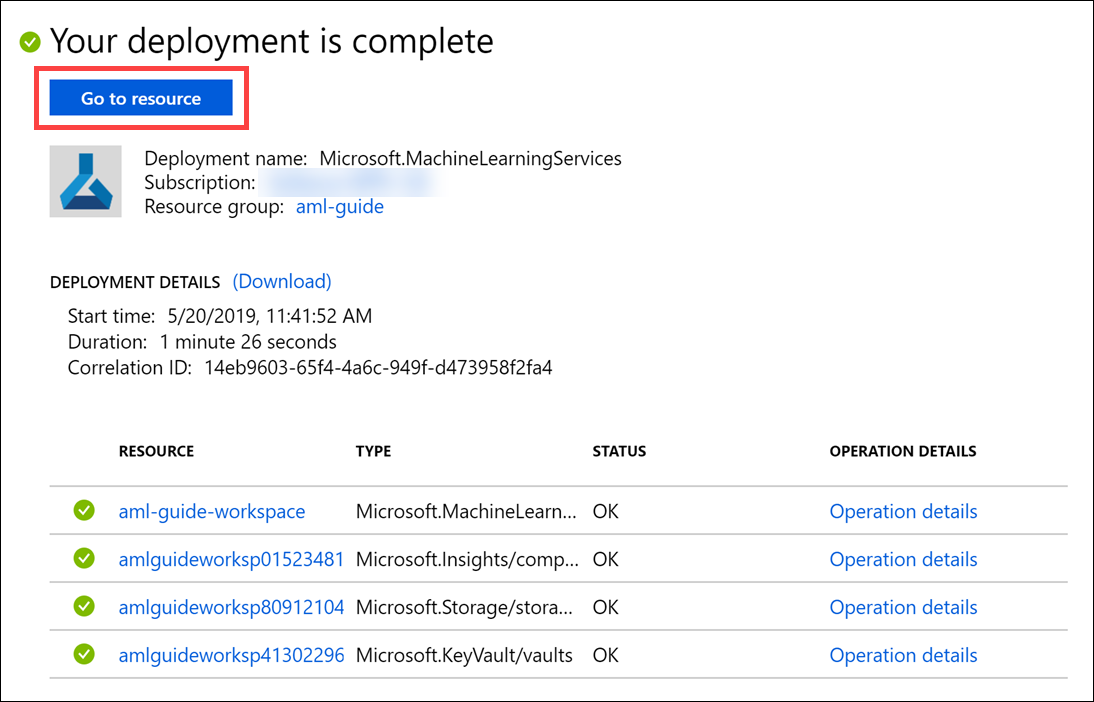 Your deployment is complete
Go to resource
Deployment name: Microsoft.MachineLearningServices
Subscription:
Resource group: aml-guide
DEPLOYMENT DETAILS (Download)
Start time: 5/20/2019, 11:41:52 AM
Duration: 1 minute 26 seconds
Correlation ID: 14eb9603-65f4-4a6c-949f-d473958f2fa4
RESOURCE TYPE STATUS OPERATION DETAILS
aml-guide-workspace Microsoft.MachineLearn... OK Operation details
amlguideworksp01523481 Microsoft.Insights/comp... OK Operation details
amlguideworksp80912104 Microsoft.Storage/stora... OK Operation details
amlguideworksp41302296 Microsoft.KeyVault/vaults OK Operation details